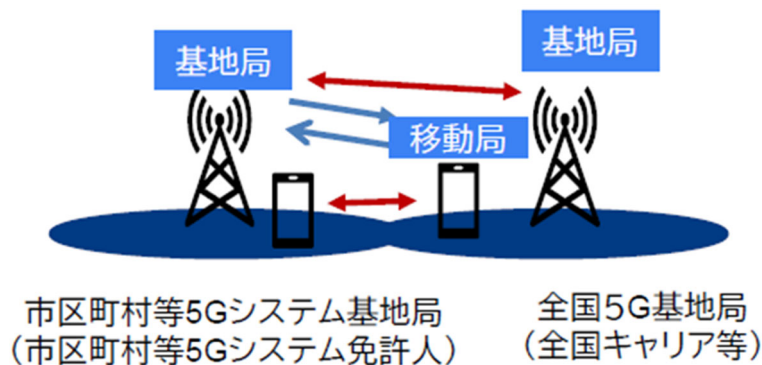 基地局
基地局
移動局
市区町村等5Gシステム基地局
（市区町村等5Gシステム免許人）
全国5G基地局
（全国キャリア等）